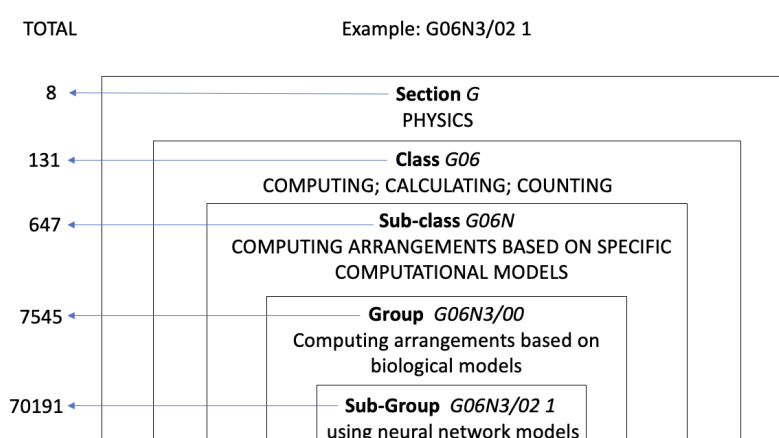 TOTAL
Example: G06N3/02 1
8
Section G
PHYSICS
131
Class G06
COMPUTING; CALCULATING; COUNTING
647
Sub-class G06N
COMPUTING ARRANGEMENTS BASED ON SPECIFIC
COMPUTATIONAL MODELS
7545
Group G06N3/00
Computing arrangements based on
biological models
70191
Sub-Group G06N3/02 1
using neural network models